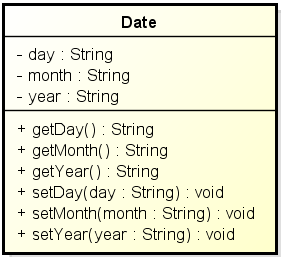 Date
- day : String
- month : String
- year : String
+ getDay() : String
+ getMonth() : String
+ getYear() : String
+ setDay(day : String) : void
+ setMonth(month : String) : void
+ setYear(year : String) : void